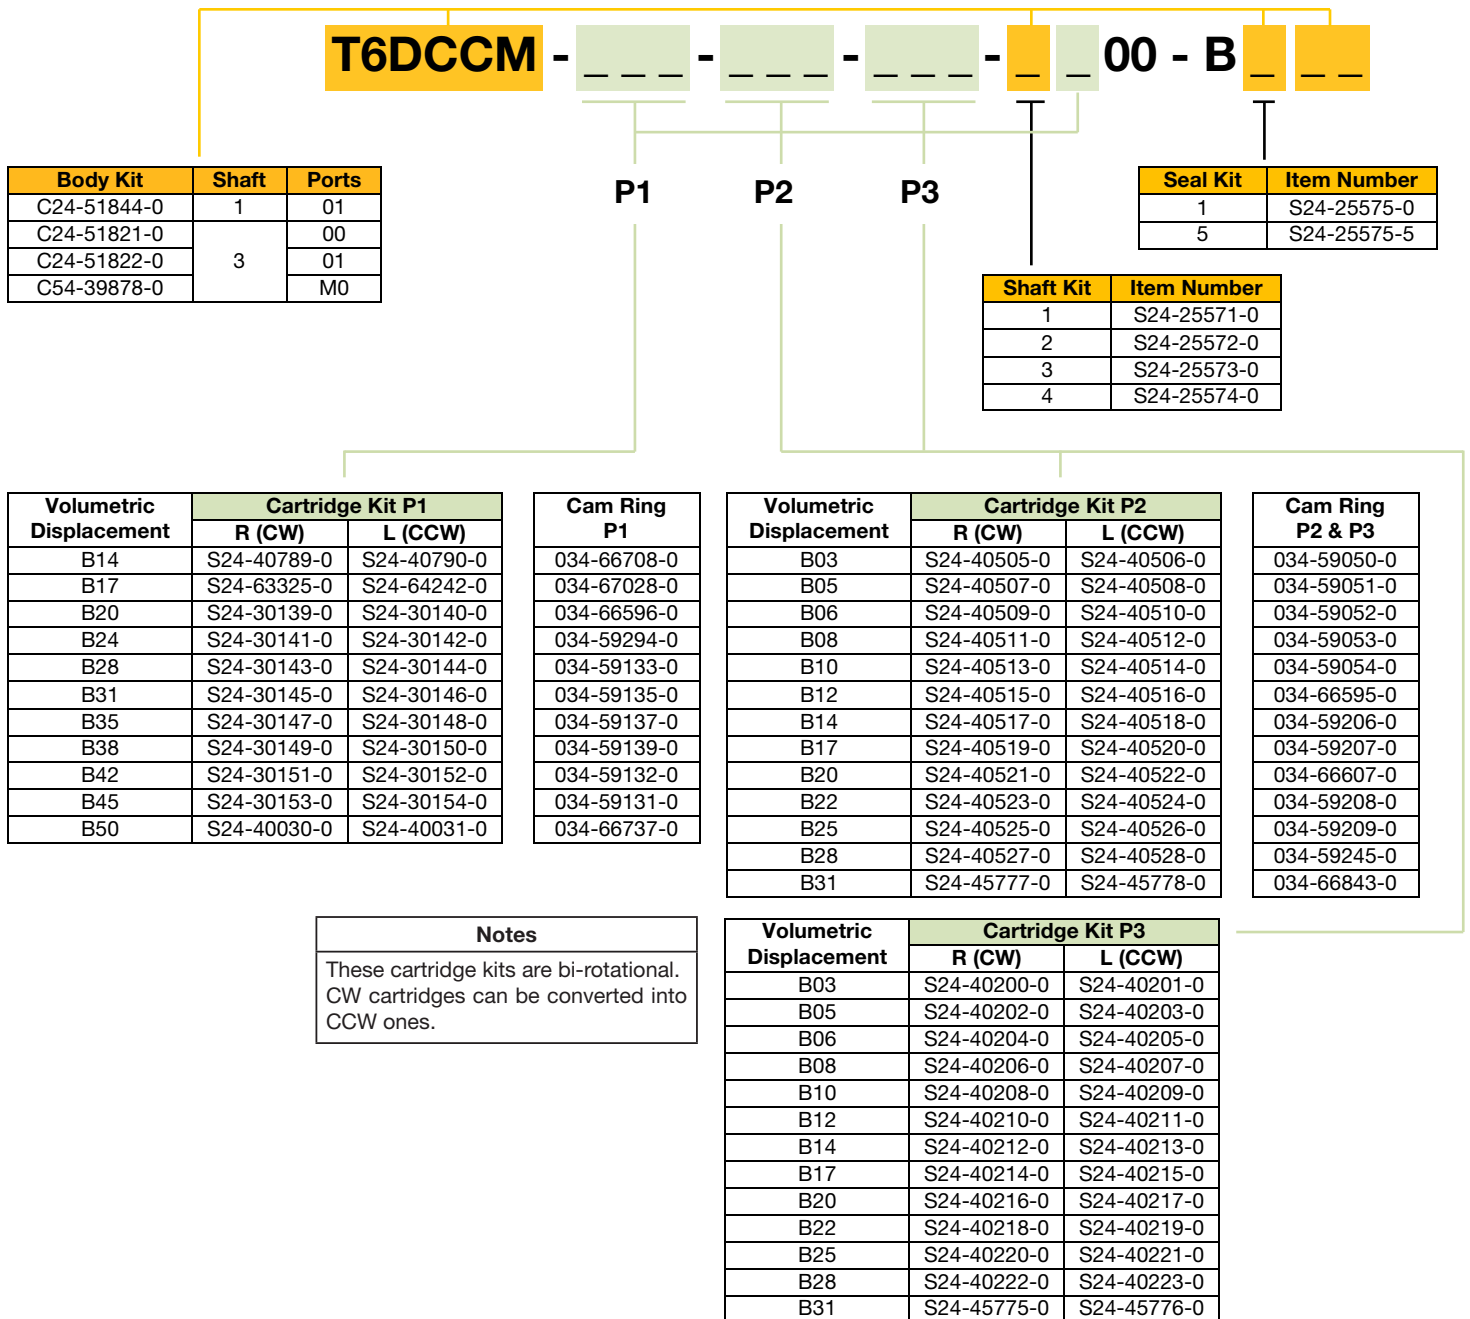 T6DCCM - _ _ _ - _ _ _ - _ _ _ - _ _ 00 - B _ _ _
P1 P2 P3
Body Kit Shaft Ports
C24-51844-0 1 01
C24-51821-0 3 00
C24-51822-0 01
C54-39878-0 M0
Seal Kit Item Number
1 S24-25575-0
5 S24-25575-5
Shaft Kit Item Number
1 S24-25571-0
2 S24-25572-0
3 S24-25573-0
4 S24-25574-0
Volumetric Displacement Cartridge Kit P1
R (CW) L (CCW)
B14 S24-40789-0 S24-40790-0
B17 S24-63325-0 S24-64242-0
B20 S24-30139-0 S24-30140-0
B24 S24-30141-0 S24-30142-0
B28 S24-30143-0 S24-30144-0
B31 S24-30145-0 S24-30146-0
B35 S24-30147-0 S24-30148-0
B38 S24-30149-0 S24-30150-0
B42 S24-30151-0 S24-30152-0
B45 S24-30153-0 S24-30154-0
B50 S24-40030-0 S24-40031-0
Cam Ring
P1
034-66708-0
034-67028-0
034-66596-0
034-59294-0
034-59133-0
034-59135-0
034-59137-0
034-59139-0
034-59132-0
034-59131-0
034-66737-0
Volumetric Displacement Cartridge Kit P2
R (CW) L (CCW)
B03 S24-40505-0 S24-40506-0
B05 S24-40507-0 S24-40508-0
B06 S24-40509-0 S24-40510-0
B08 S24-40511-0 S24-40512-0
B10 S24-40513-0 S24-40514-0
B12 S24-40515-0 S24-40516-0
B14 S24-40517-0 S24-40518-0
B17 S24-40519-0 S24-40520-0
B20 S24-40521-0 S24-40522-0
B22 S24-40523-0 S24-40524-0
B25 S24-40525-0 S24-40526-0
B28 S24-40527-0 S24-40528-0
B31 S24-45777-0 S24-45778-0
Cam Ring
P2 & P3
034-59050-0
034-59051-0
034-59052-0
034-59053-0
034-59054-0
034-66595-0
034-59206-0
034-59207-0
034-66607-0
034-59208-0
034-59209-0
034-59245-0
034-66843-0
Notes
These cartridge kits are bi-rotational.
CW cartridges can be converted into
CCW ones.
Volumetric Displacement Cartridge Kit P3
R (CW) L (CCW)
B03 S24-40200-0 S24-40201-0
B05 S24-40202-0 S24-40203-0
B06 S24-40204-0 S24-40205-0
B08 S24-40206-0 S24-40207-0
B10 S24-40208-0 S24-40209-0
B12 S24-40210-0 S24-40211-0
B14 S24-40212-0 S24-40213-0
B17 S24-40214-0 S24-40215-0
B20 S24-40216-0 S24-40217-0
B22 S24-40218-0 S24-40219-0
B25 S24-40220-0 S24-40221-0
B28 S24-40222-0 S24-40223-0
B31 S24-45775-0 S24-45776-0